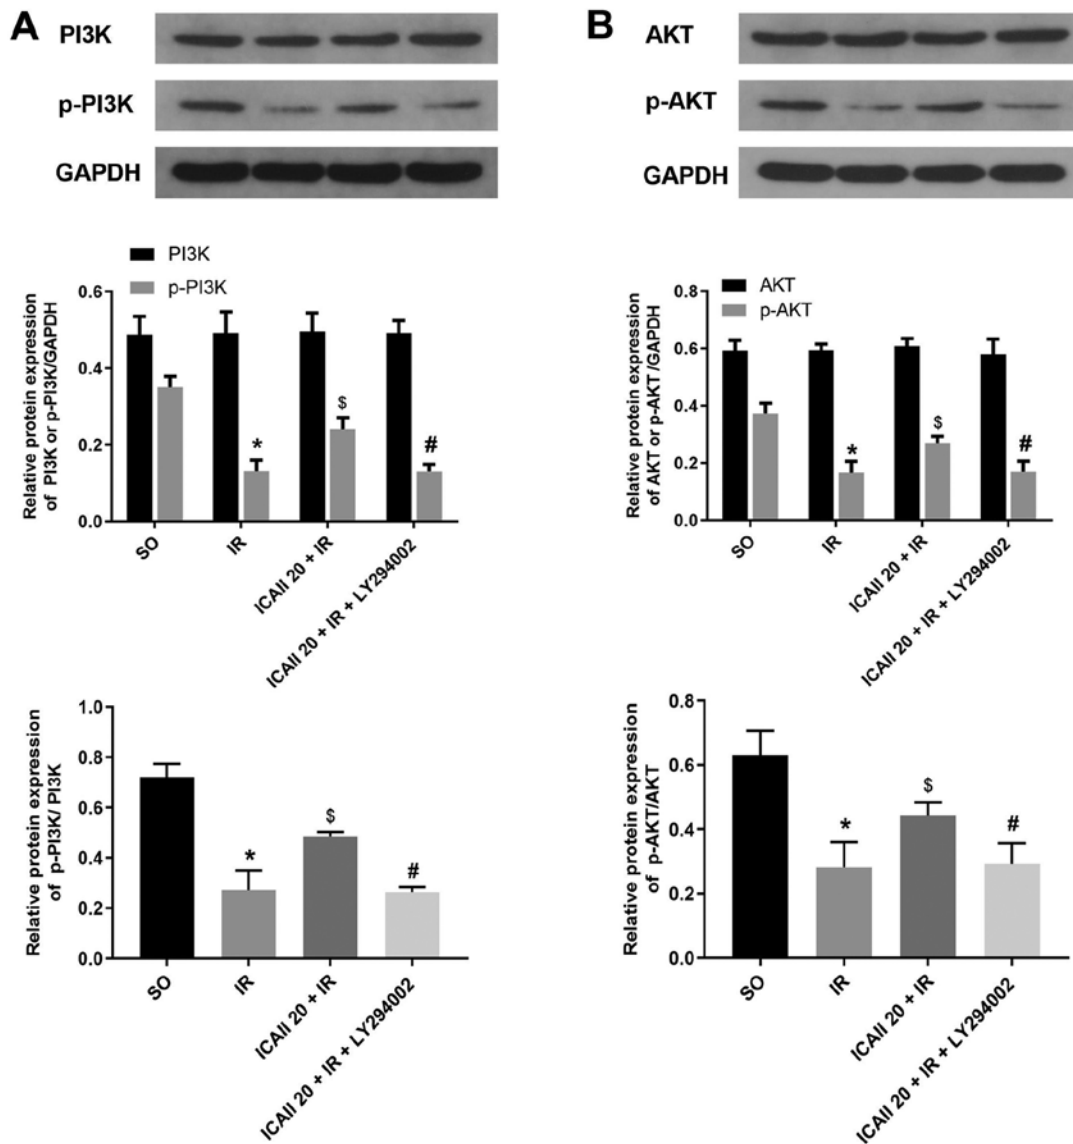 A
PI3K
p-PI3K
GAPDH
PI3K
p-PI3K
Relative protein expression
of PI3K or p-PI3K/GAPDH
0.6
0.4
0.2
0.0
*
$
#
SO
IR
ICAII 20 + IR
ICAII 20 + IR + LY294002
Relative protein expression
of p-PI3K/ PI3K
1.0
0.8
0.6
0.4
0.2
0.0
*
$
#
SO
IR
ICAII 20 + IR
ICAII 20 + IR + LY294002
B
AKT
p-AKT
GAPDH
AKT
p-AKT
Relative protein expression
of AKT or p-AKT /GAPDH
0.8
0.6
0.4
0.2
0.0
*
$
#
SO
IR
ICAII 20 + IR
ICAII 20 + IR + LY294002
Relative protein expression
of p-AKT/AKT
0.8
0.6
0.4
0.2
0.0
*
$
#
SO
IR
ICAII 20 + IR
ICAII 20 + IR + LY294002